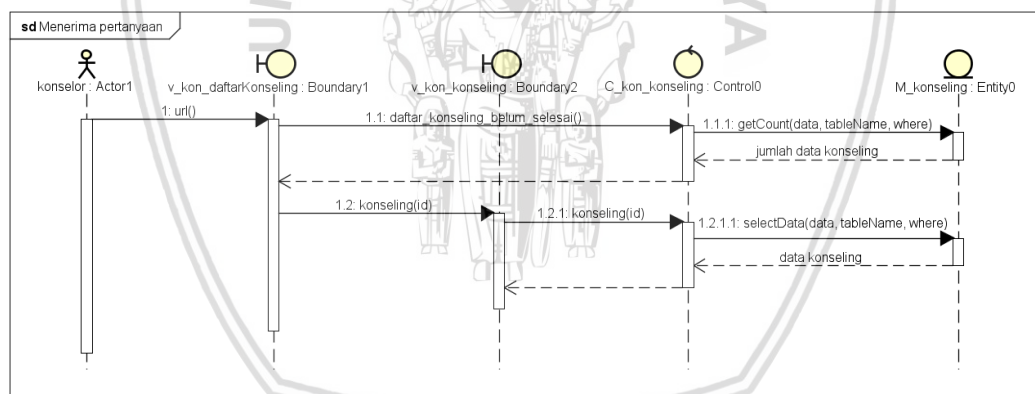 sd Menerima pertanyaan
konselor : Actor1
v_kon_daftarKonseling : Boundary1
v_kon_konseling : Boundary2
C_kon_konseling : Control0
M_konseling : Entity0
1: url()
1.1: daftar_konseling_belum_selesai()
1.1.1: getCount(data, tableName, where)
jumlah data konseling
1.2: konseling(id)
1.2.1: konseling(id)
1.2.1.1: selectData(data, tableName, where)
data konseling